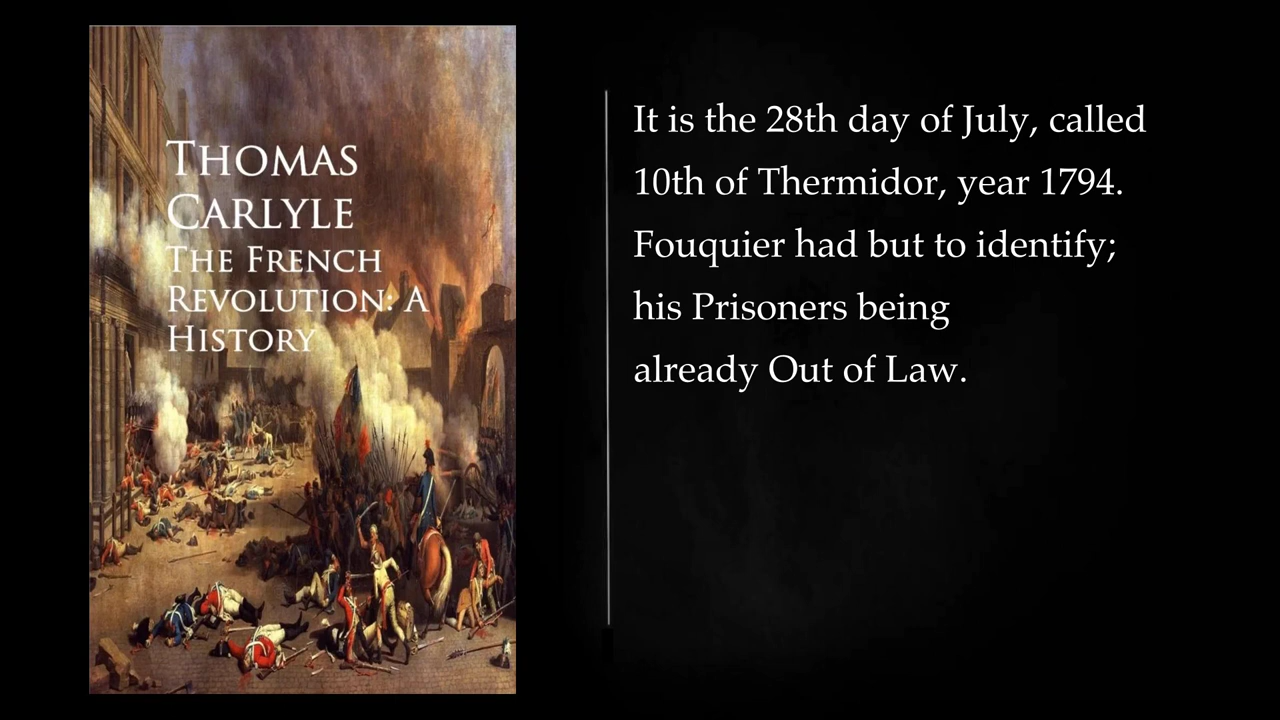 THOMAS
CARLYLE
THE FRENCH
REVOLUTION: A
HISTORY
It is the 28th day of July, called
10th of Thermidor, year 1794.
Fouquier had but to identify;
his Prisoners being
already Out of Law.